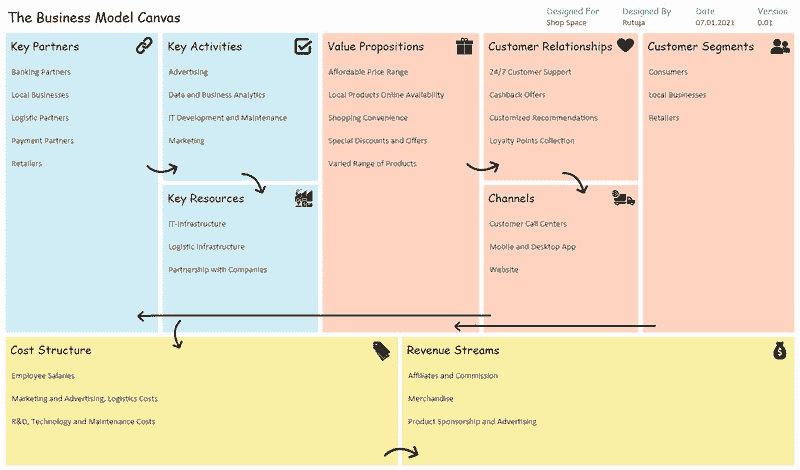 The Business Model Canvas
Designed For
Shop Space
Designed By
Rutuja
Date
07.01.2021
Version
0.01
Key Partners
Banking Partners
Local Businesses
Logistic Partners
Payment Partners
Retailers
Key Activities
Advertising
Data and Business Analytics
IT Development and Maintenance
Marketing
Key Resources
IT-Infrastructure
Logistic Infrastructure
Partnership with Companies
Value Propositions
Affordable Price Range
Local Products Online Availability
Shopping Convenience
Special Discounts and Offers
Varied Range of Products
Customer Relationships
24/7 Customer Support
Cashback Offers
Customized Recommendations
Loyalty Points Collection
Channels
Customer Call Centers
Mobile and Desktop App
Website
Customer Segments
Consumers
Local Businesses
Retailers
Cost Structure
Employee Salaries
Marketing and Advertising, Logistics Costs
R&D, Technology and Maintenance Costs
Revenue Streams
Affiliates and Commission
Merchandise
Product Sponsorship and Advertising